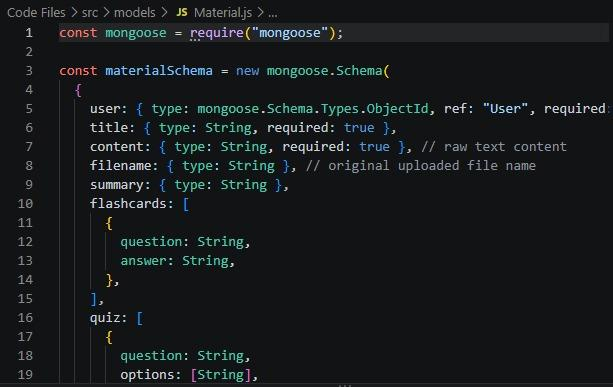 Code Files > src > models > JS Material.js > ...
1 const mongoose = require("mongoose");
2
3 const materialSchema = new mongoose.Schema(
4 {
5 user: { type: mongoose.Schema.Types.ObjectId, ref: "User", required:
6 title: { type: String, required: true },
7 content: { type: String, required: true }, // raw text content
8 filename: { type: String }, // original uploaded file name
9 summary: { type: String },
10 flashcards: [
11 {
12 question: String,
13 answer: String,
14 },
15 ],
16 quiz: [
17 {
18 question: String,
19 options: [String],